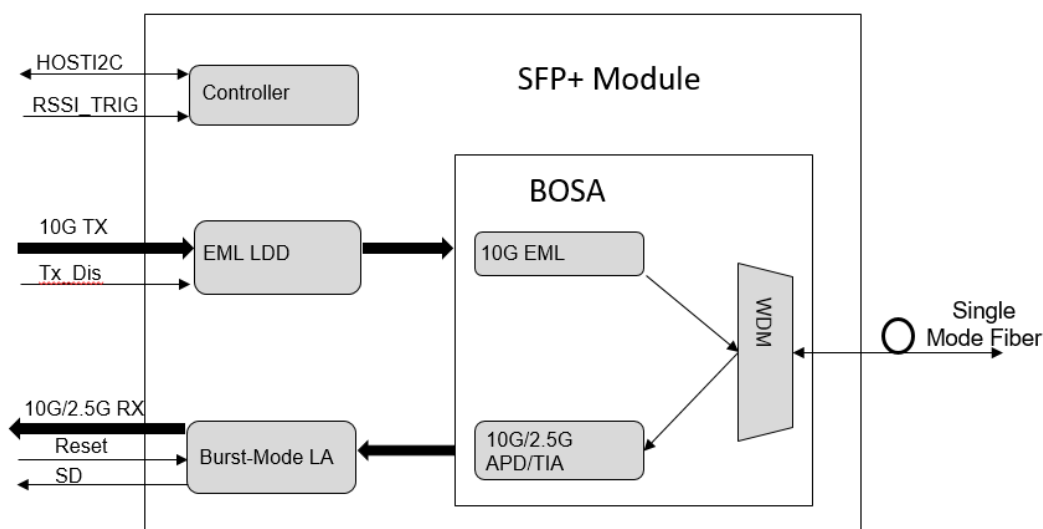 SFP+ Module
HOSTI2C
Controller
RSSI_TRIG
BOSA
10G TX
EML LDD
10G EML
Tx_Dis
WDM
Single
Mode Fiber
10G/2.5G RX
Reset
Burst-Mode LA
SD
10G/2.5G
APD/TIA